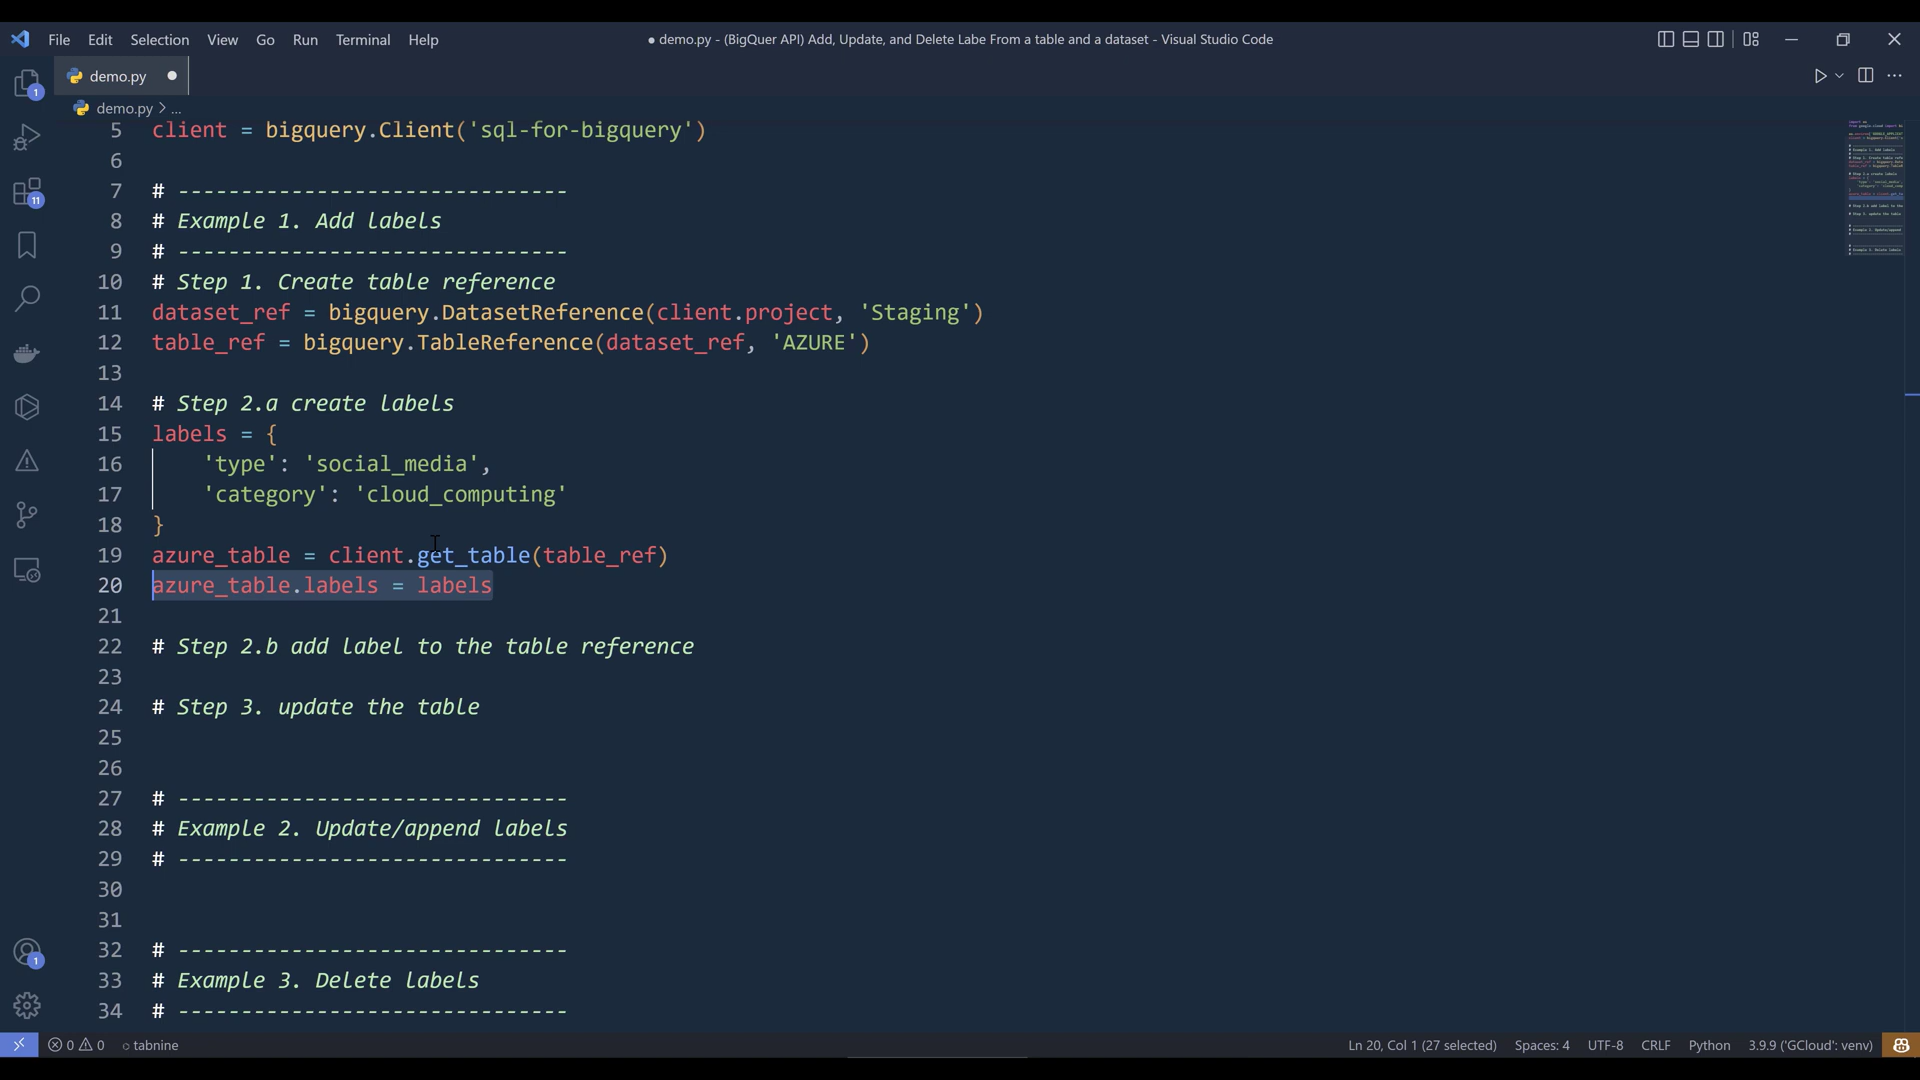 File Edit Selection View Go Run Terminal Help
● demo.py - (BigQuer API) Add, Update, and Delete Labe From a table and a dataset - Visual Studio Code
demo.py ●
demo.py > ...
5 client = bigquery.Client('sql-for-bigquery')
6
7 # -------------------------------
8 # Example 1. Add labels
9 # -------------------------------
10 # Step 1. Create table reference
11 dataset_ref = bigquery.DatasetReference(client.project, 'Staging')
12 table_ref = bigquery.TableReference(dataset_ref, 'AZURE')
13
14 # Step 2.a create labels
15 labels = {
16 'type': 'social_media',
17 'category': 'cloud_computing'
18 }
19 azure_table = client.get_table(table_ref)
20 azure_table.labels = labels
21
22 # Step 2.b add label to the table reference
23
24 # Step 3. update the table
25
26
27 # -------------------------------
28 # Example 2. Update/append labels
29 # -------------------------------
30
31
32 # -------------------------------
33 # Example 3. Delete labels
34 # -------------------------------
1
11
1
0 0 tabnine
Ln 20, Col 1 (27 selected) Spaces: 4 UTF-8 CRLF Python 3.9.9 ('GCloud': venv)